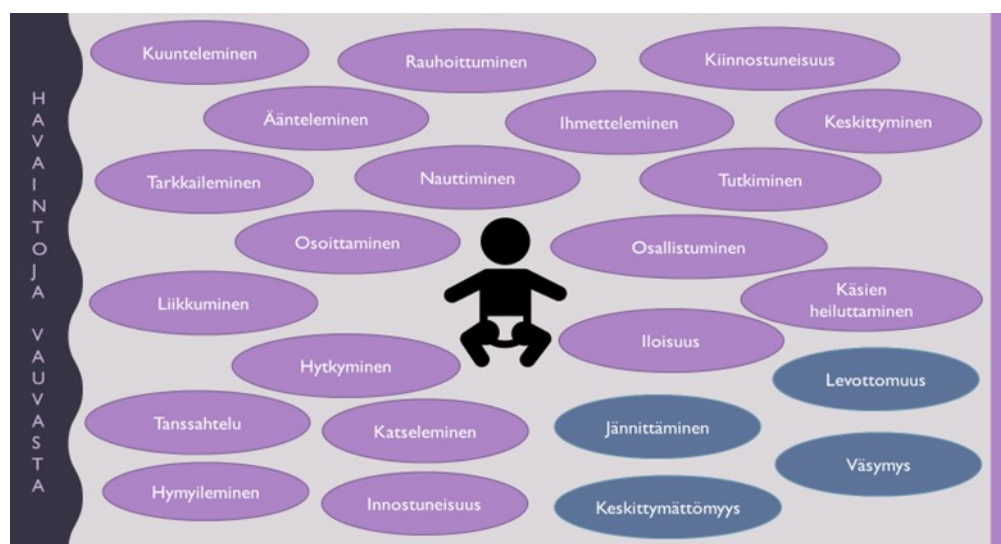 HAVAINTOJA VAUVASTA
Kuunteleminen
Rauhoittuminen
Kiinnostuneisuus
Äänteleminen
Ihmetteleminen
Keskittyminen
Tarkkaileminen
Nauttiminen
Tutkiminen
Osoittaminen
Osallistuminen
Liikkuminen
Käsien
heiluttaminen
Iloisuus
Hytkyminen
Levottomuus
Tanssahtelu
Katseleminen
Jännittäminen
Väsymys
Hymyileminen
Innostuneisuus
Keskittymättömyys